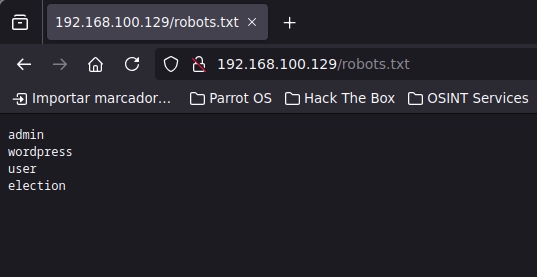 192.168.100.129/robots.txt
192.168.100.129/robots.txt
Importar marcador... Parrot OS Hack The Box OSINT Services
admin
wordpress
user
election